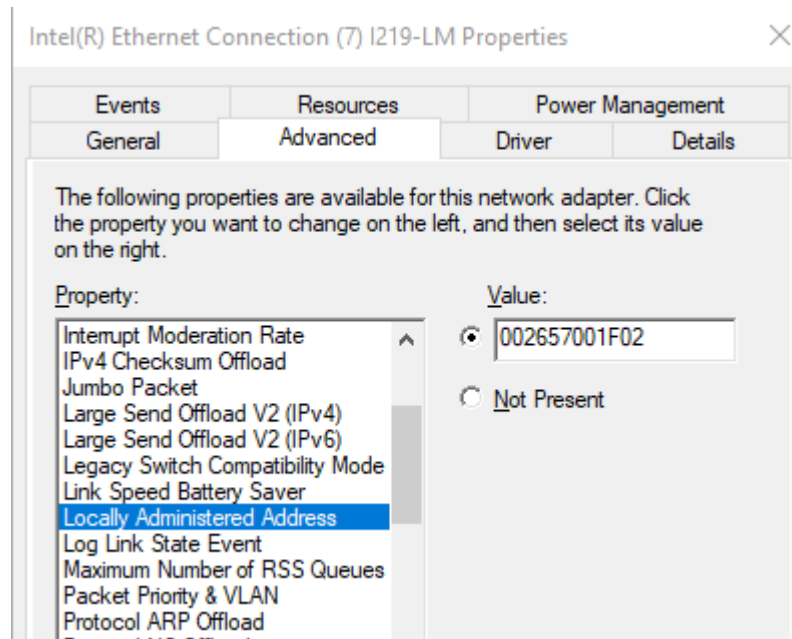 Intel(R) Ethernet Connection (7) I219-LM Properties
Events Resources Power Management
General Advanced Driver Details
The following properties are available for this network adapter. Click
the property you want to change on the left, and then select its value
on the right.
Property: Value:
Interrupt Moderation Rate
002657001F02
IPv4 Checksum Offload
Jumbo Packet
Not Present
Large Send Offload V2 (IPv4)
Large Send Offload V2 (IPv6)
Legacy Switch Compatibility Mode
Link Speed Battery Saver
Locally Administered Address
Log Link State Event
Maximum Number of RSS Queues
Packet Priority & VLAN
Protocol ARP Offload